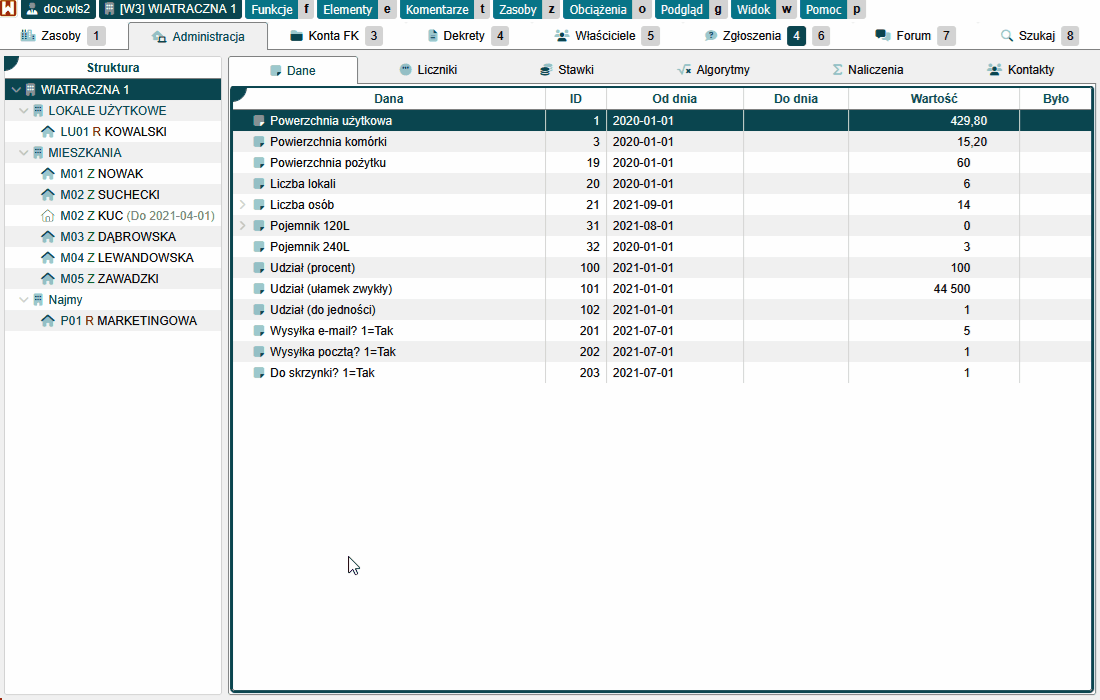 doc.wls2 [W3] WIATRACZNA 1 Funkcje f Elementy e Komentarze t Zasoby z Obciążenia o Podgląd g Widok w Pomoc p
Zasoby 1 Administracja Konta FK 3 Dekrety 4 Właściciele 5 Zgłoszenia 4 6 Forum 7 Szukaj 8
Struktura
WIATRACZNA 1
LOKALE UŻYTKOWE
LU01 R KOWALSKI
MIESZKANIA
M01 Z NOWAK
M02 Z SUCHECKI
M02 Z KUC (Do 2021-04-01)
M03 Z DĄBROWSKA
M04 Z LEWANDOWSKA
M05 Z ZAWADZKI
Najmy
P01 R MARKETINGOWA
Dane Liczniki Stawki Algorytmy Naliczenia Kontakty
Dana ID Od dnia Do dnia Wartość Było
Powerzchnia użytkowa 1 2020-01-01 429,80
Powierzchnia komórki 3 2020-01-01 15,20
Powierzchnia pożytku 19 2020-01-01 60
Liczba lokali 20 2020-01-01 6
Liczba osób 21 2021-09-01 14
Pojemnik 120L 31 2021-08-01 0
Pojemnik 240L 32 2020-01-01 3
Udział (procent) 100 2021-01-01 100
Udział (ułamek zwykły) 101 2021-01-01 44 500
Udział (do jedności) 102 2021-01-01 1
Wysyłka e-mail? 1=Tak 201 2021-07-01 5
Wysyłka pocztą? 1=Tak 202 2021-07-01 1
Do skrzynki? 1=Tak 203 2021-07-01 1